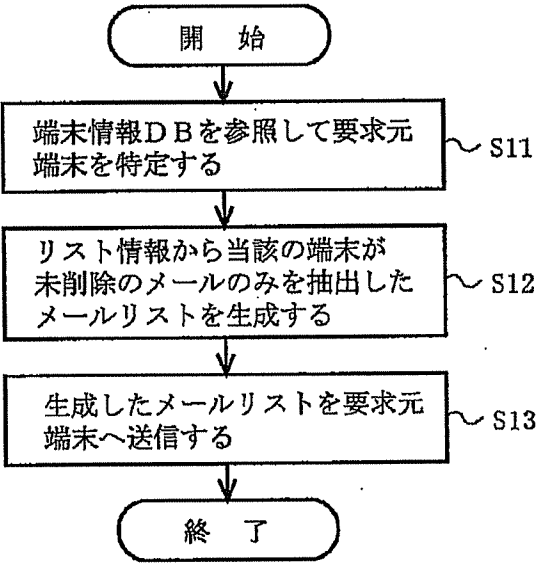 開 始
端末情報DBを参照して要求元
端末を特定する
S11
リスト情報から当該の端末が
未削除のメールのみを抽出した
メールリストを生成する
S12
生成したメールリストを要求元
端末へ送信する
S13
終 了